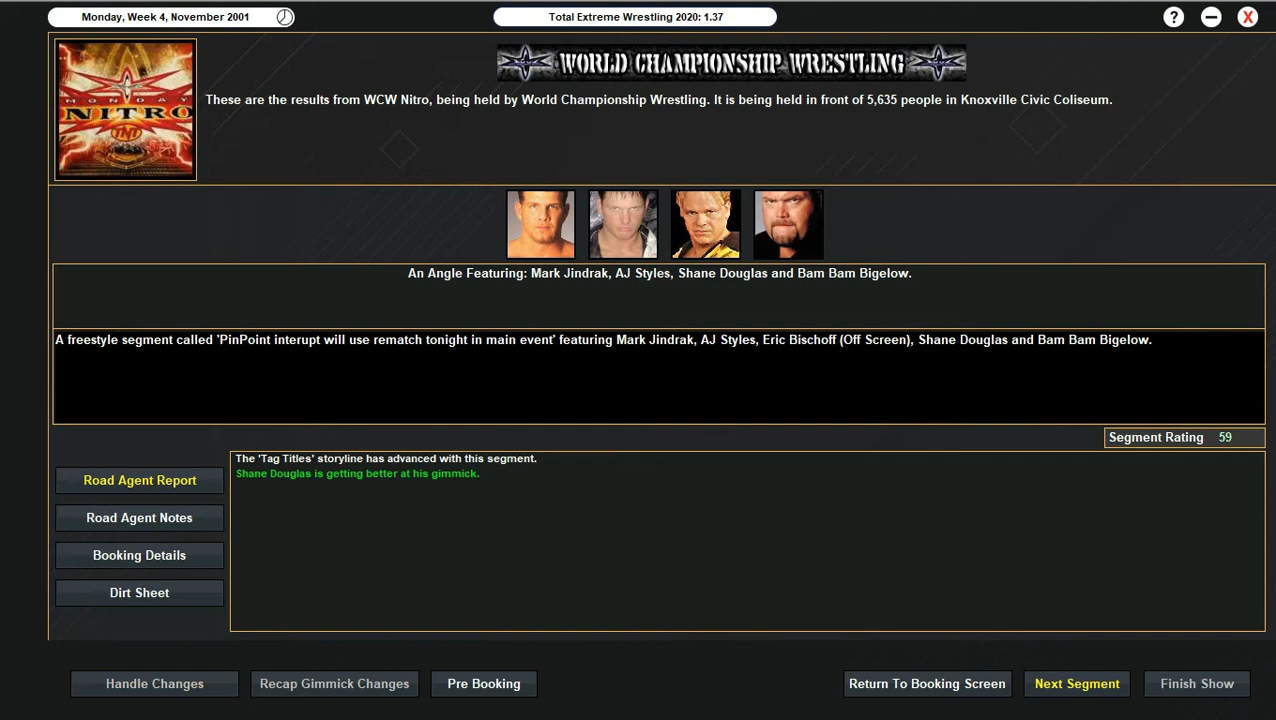 Monday, Week 4, November 2001
Total Extreme Wrestling 2020: 1.37
?
X
WORLD CHAMPIONSHIP WRESTLING
MONDAY
NITRO
TNT
These are the results from WCW Nitro, being held by World Championship Wrestling. It is being held in front of 5,635 people in Knoxville Civic Coliseum.
An Angle Featuring: Mark Jindrak, AJ Styles, Shane Douglas and Bam Bam Bigelow.
A freestyle segment called 'PinPoint interupt will use rematch tonight in main event' featuring Mark Jindrak, AJ Styles, Eric Bischoff (Off Screen), Shane Douglas and Bam Bam Bigelow.
Segment Rating 59
The 'Tag Titles' storyline has advanced with this segment.
Shane Douglas is getting better at his gimmick.
Road Agent Report
Road Agent Notes
Booking Details
Dirt Sheet
Handle Changes
Recap Gimmick Changes
Pre Booking
Return To Booking Screen
Next Segment
Finish Show